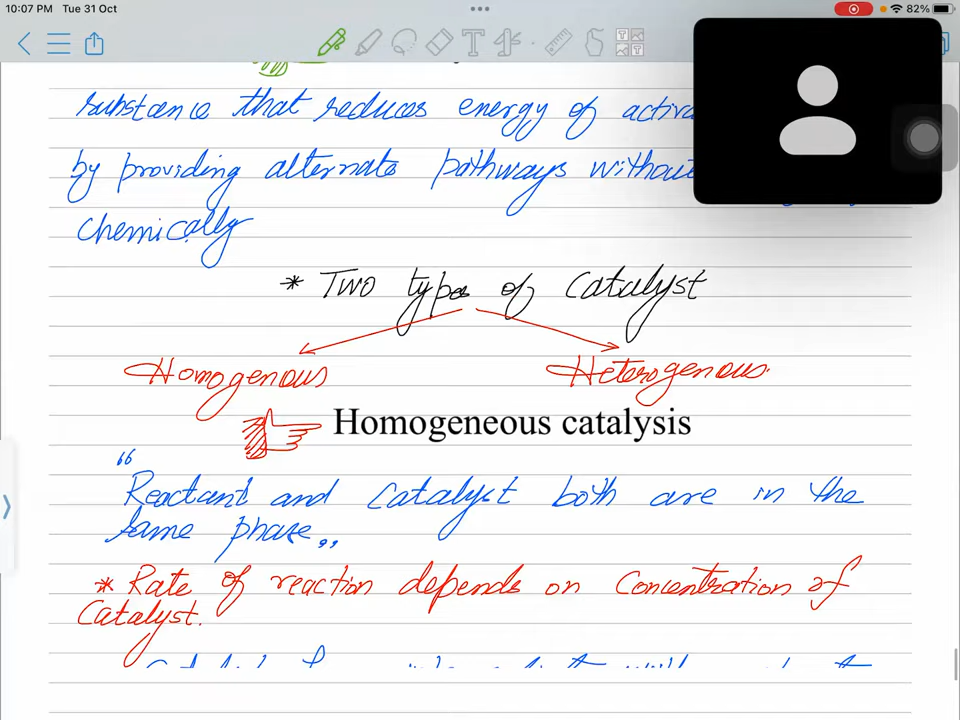 10:07 PM Tue 31 Oct
82%
substance that reduces energy of activa
by providing alternate pathways without
chemically
* Two types of Catalyst
Homogenous
Heterogenous
Homogeneous catalysis
“
Reactant and Catalyst both are in the
same phase.,,
* Rate of reaction depends on Concentration of
Catalyst.